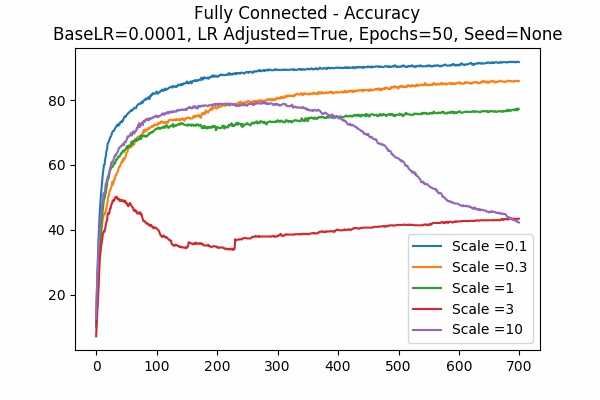 Fully Connected - Accuracy
BaseLR=0.0001, LR Adjusted=True, Epochs=50, Seed=None
80
60
40
20
Scale =0.1
Scale =0.3
Scale =1
Scale =3
Scale =10
0 100 200 300 400 500 600 700